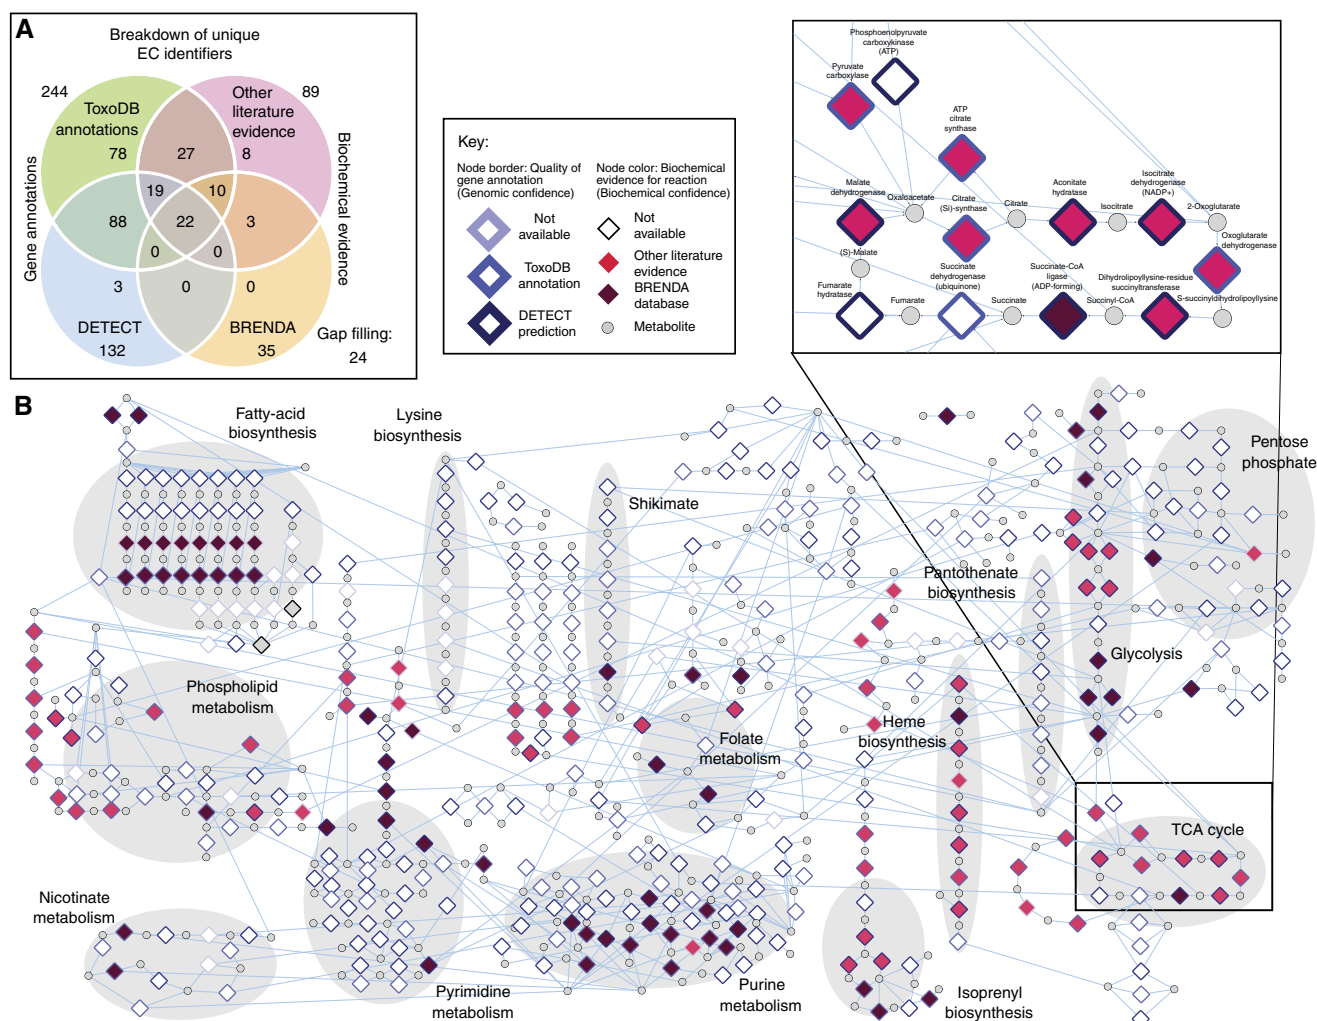 A
Breakdown of unique
EC identifiers
244
ToxoDB
annotations
78
Other
literature
evidence
89
27
8
19
10
88
22
3
0
0
3
0
0
DETECT
132
BRENDA
35
Gap filling:
24
Gene annotations
Biochemical evidence
Key:
Node border: Quality of
gene annotation
(Genomic confidence)
Node color: Biochemical
evidence for reaction
(Biochemical confidence)
Not
available
ToxoDB
annotation
DETECT
prediction
Not
available
Other literature
evidence
BRENDA
database
Metabolite
Phosphoenolpyruvate
carboxykinase
(ATP)
Pyruvate
carboxylase
ATP
citrate
synthase
Malate
dehydrogenase
Oxaloacetate
Citrate
(Si)-synthase
Citrate
Aconitate
hydratase
Isocitrate
Isocitrate
dehydrogenase
(NADP+)
2-Oxoglutarate
Oxoglutarate
dehydrogenase
(S)-Malate
Fumarate
hydratase
Fumarate
Succinate
dehydrogenase
(ubiquinone)
Succinate
Succinate-CoA
ligase
(ADP-forming)
Succinyl-CoA
Dihydrolipoyllysine-residue
succinyltransferase
S-succinyldihydrolipoyllysine
B
Fatty-acid
biosynthesis
Lysine
biosynthesis
Shikimate
Pentose
phosphate
Pantothenate
biosynthesis
Glycolysis
Phospholipid
metabolism
Folate
metabolism
Heme
biosynthesis
TCA cycle
Nicotinate
metabolism
Pyrimidine
metabolism
Purine
metabolism
Isoprenyl
biosynthesis